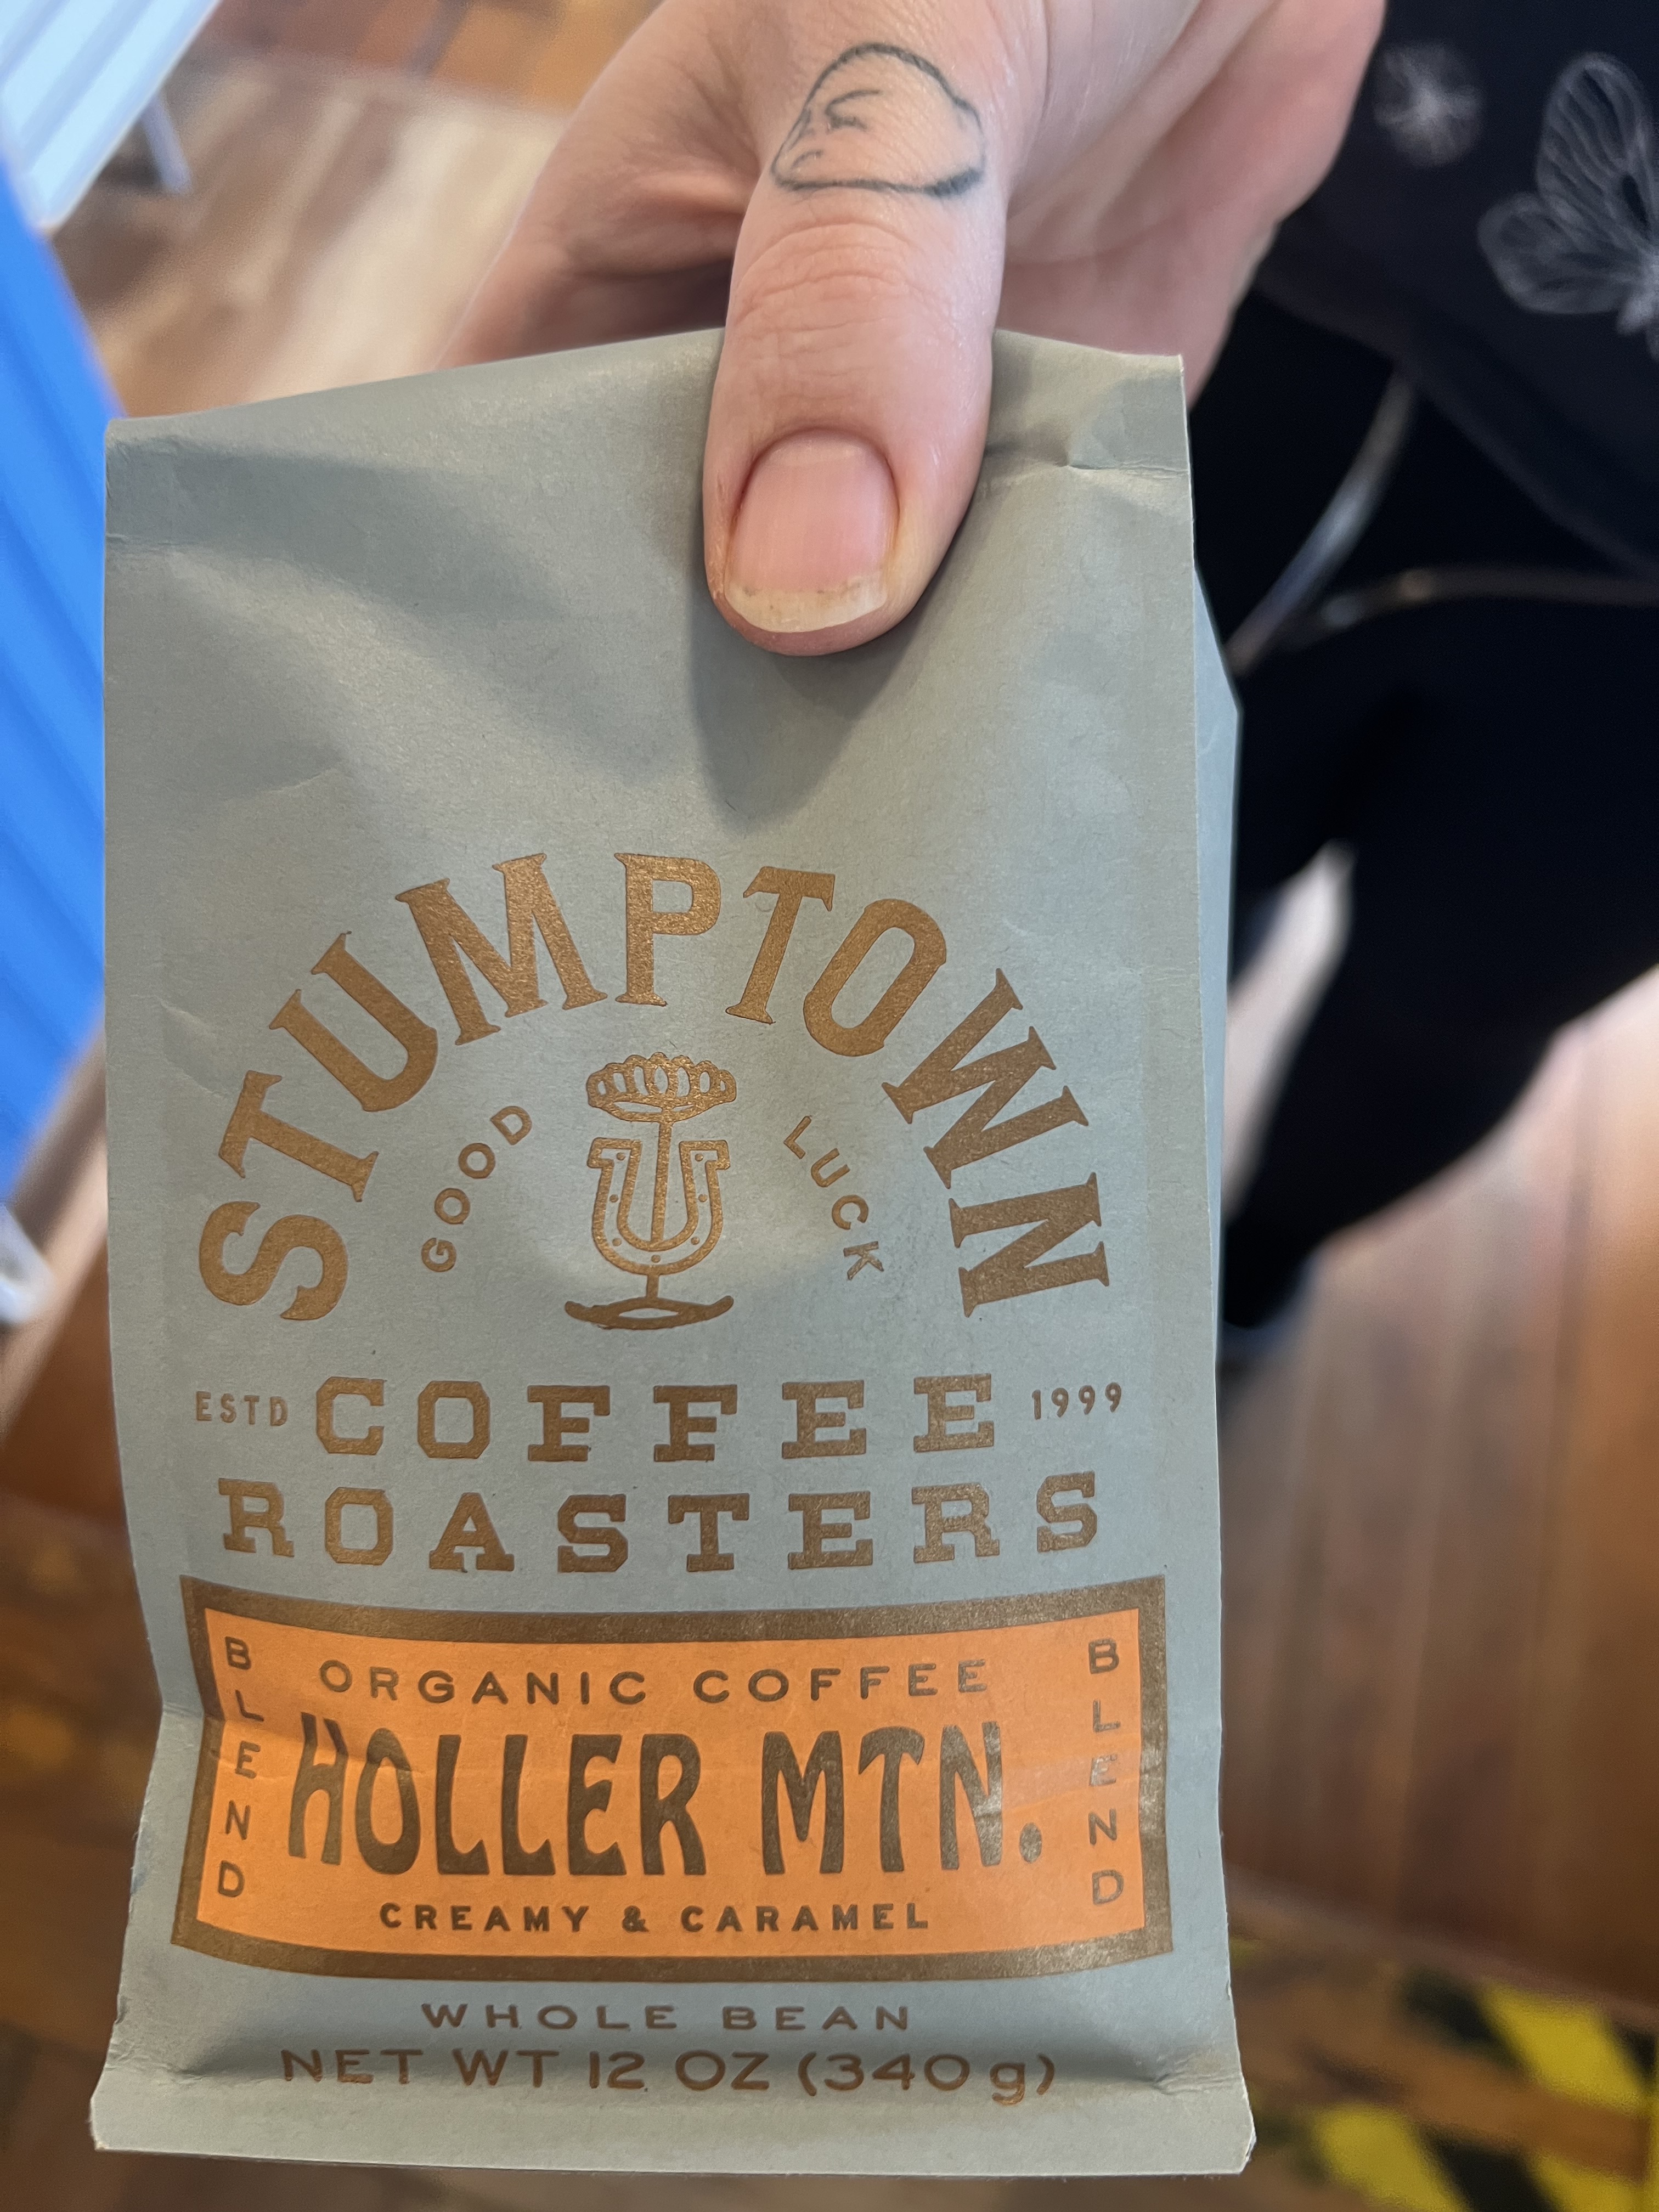 STUMPTOWN
GOOD LUCK
ESTD COFFEE 1999
ROASTERS
BLEND
ORGANIC COFFEE
HOLLER MTN.
CREAMY & CARAMEL
BLEND
WHOLE BEAN
NET WT 12 OZ (340 g)